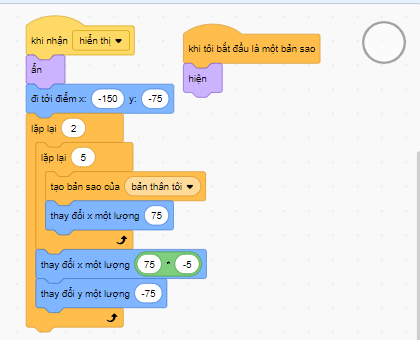 khi nhận hiển thị
ẩn
đi tới điểm x: -150 y: -75
lặp lại 2
lặp lại 5
tạo bản sao của bản thân tôi
thay đổi x một lượng 75
thay đổi x một lượng 75 * -5
thay đổi y một lượng -75
khi tôi bắt đầu là một bản sao
hiện